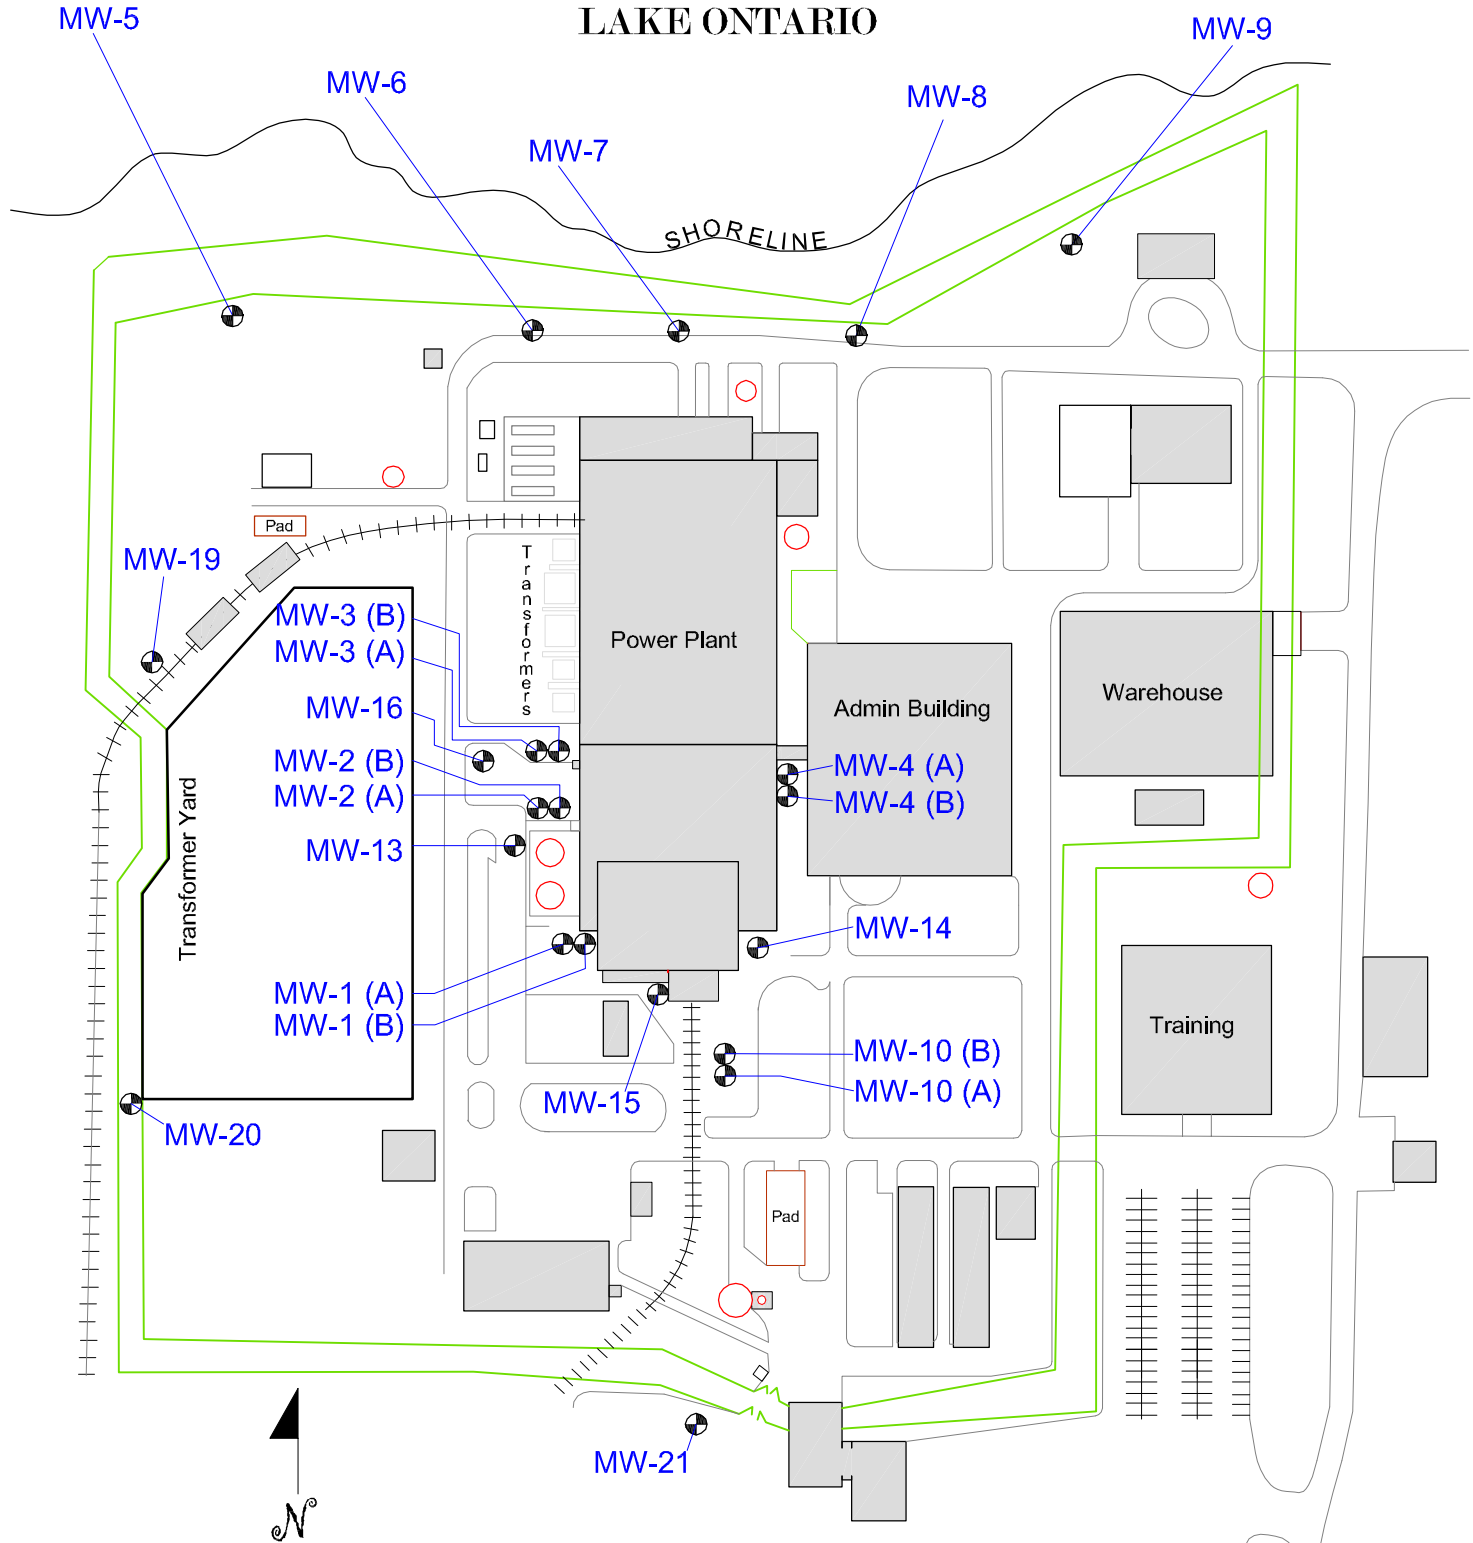 LAKE ONTARIO
MW-5
MW-9
MW-6
MW-8
MW-7
SHORELINE
Pad
MW-19
Transformers
MW-3 (B)
Power Plant
MW-3 (A)
Warehouse
MW-16
Admin Building
MW-2 (B)
MW-4 (A)
MW-2 (A)
MW-4 (B)
Transformer Yard
MW-13
MW-14
MW-1 (A)
MW-1 (B)
Training
MW-10 (B)
MW-10 (A)
MW-15
MW-20
Pad
MW-21
N